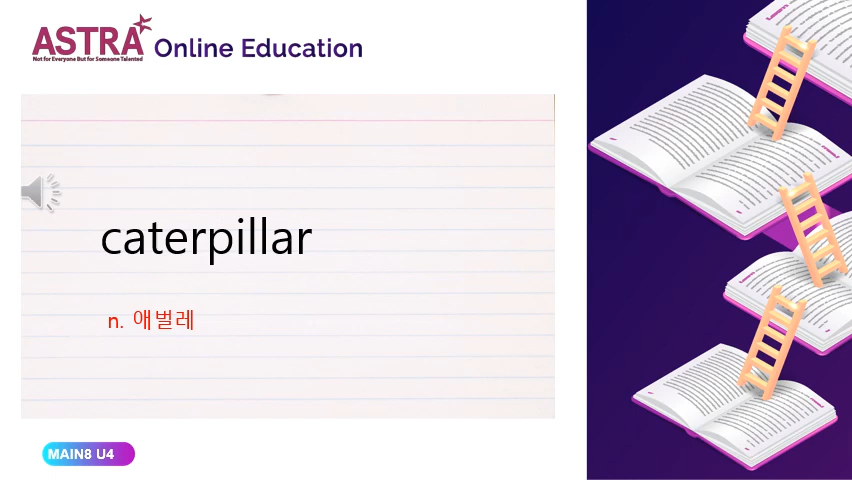 ASTRA
Not for Everyone But for Someone Talented
Online Education
caterpillar
n. 애벌레
MAIN8 U4